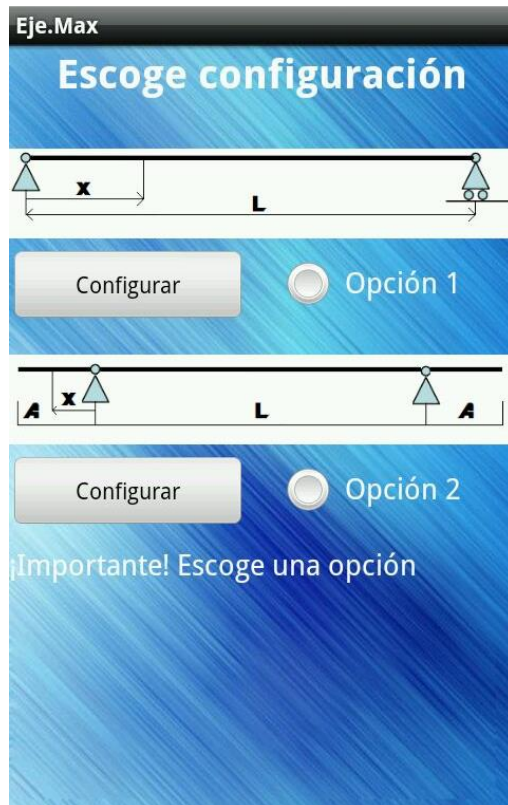 Eje.Max
Escoge configuración
x
L
Configurar
Opción 1
A
x
L
A
Configurar
Opción 2
¡Importante! Escoge una opción